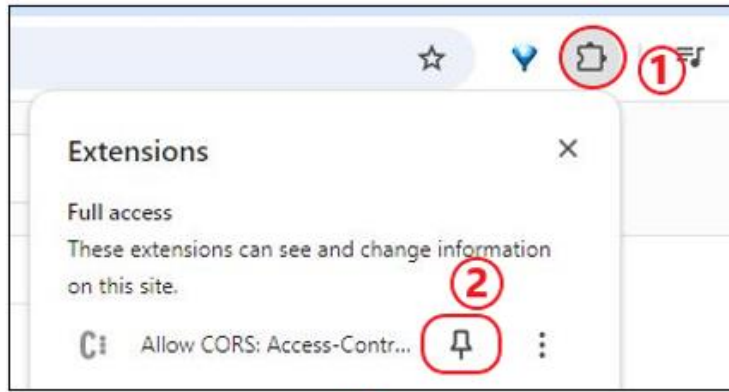 ①
Extensions
Full access
These extensions can see and change information
on this site.
②
C Allow CORS: Access-Contr...